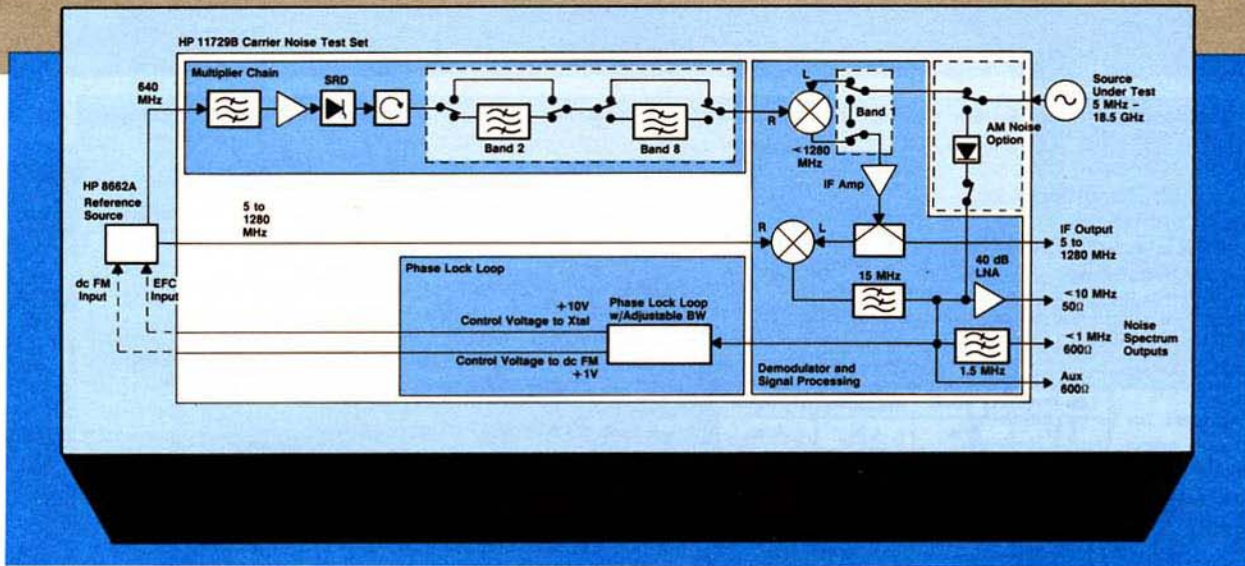 HP 11729B Carrier Noise Test Set
Multiplier Chain
640
MHz
SRD
Band 2
Band 8
R
L
<1280
MHz
Band 1
IF Amp
AM Noise
Option
Source
Under Test
5 MHz –
18.5 GHz
HP 8662A
Reference
Source
5 to
1280
MHz
R
L
IF Output
5 to
1280 MHz
dc FM
Input
EFC
Input
Phase Lock Loop
+10V
Control Voltage to Xtal
Control Voltage to dc FM
+1V
Phase Lock Loop
w/Adjustable BW
15 MHz
40 dB
LNA
<10 MHz
50Ω
<1 MHz
600Ω
Noise
Spectrum
Outputs
1.5 MHz
Demodulator and
Signal Processing
Aux
600Ω